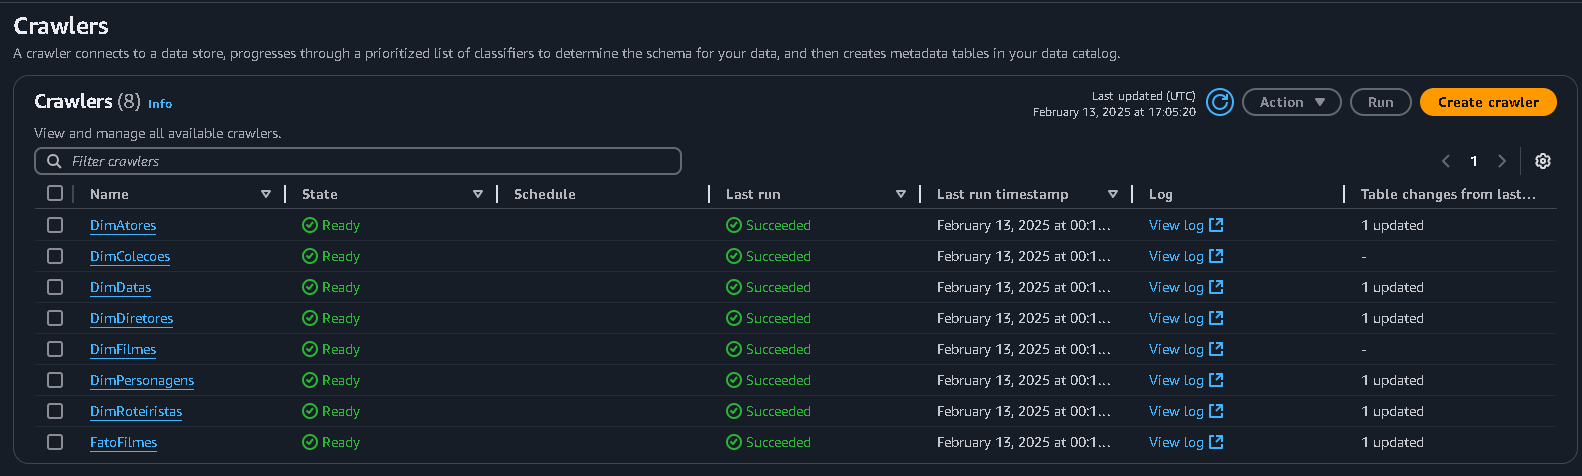 Crawlers
A crawler connects to a data store, progresses through a prioritized list of classifiers to determine the schema for your data, and then creates metadata tables in your data catalog.
Crawlers (8) Info
Last updated (UTC)
February 13, 2025 at 17:05:20
Action
Run
Create crawler
View and manage all available crawlers.
Filter crawlers
1
Name State Schedule Last run Last run timestamp Log Table changes from last...
DimAtores Ready Succeeded February 13, 2025 at 00:1... View log 1 updated
DimColecoes Ready Succeeded February 13, 2025 at 00:1... View log -
DimDatas Ready Succeeded February 13, 2025 at 00:1... View log 1 updated
DimDiretores Ready Succeeded February 13, 2025 at 00:1... View log 1 updated
DimFilmes Ready Succeeded February 13, 2025 at 00:1... View log -
DimPersonagens Ready Succeeded February 13, 2025 at 00:1... View log 1 updated
DimRoteiristas Ready Succeeded February 13, 2025 at 00:1... View log 1 updated
FatoFilmes Ready Succeeded February 13, 2025 at 00:1... View log 1 updated